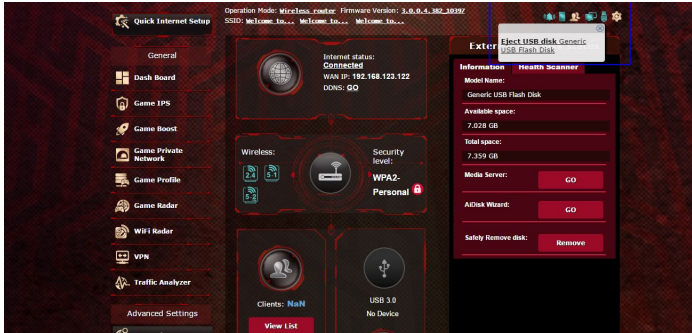 Quick Internet Setup
Operation Mode: Wireless router Firmware Version: 3.0.0.4.382_10397
SSID: Welcome to... Welcome to... Welcome to...
General
Dash Board
Game IPS
Game Boost
Game Private
Network
Game Profile
Game Radar
WiFi Radar
VPN
Traffic Analyzer
Advanced Settings
Internet status:
Connected
WAN IP: 192.168.123.122
DDNS: GO
Wireless:
2.4 5-1
5-2
Security
level:
WPA2-
Personal
Clients: NaN
View List
USB 3.0
No Device
Eject USB disk Generic
USB Flash Disk
Information Health Scanner
Model Name:
Generic USB Flash Disk
Available space:
7.028 GB
Total space:
7.359 GB
Media Server:
GO
AiDisk Wizard:
GO
Safely Remove disk:
Remove